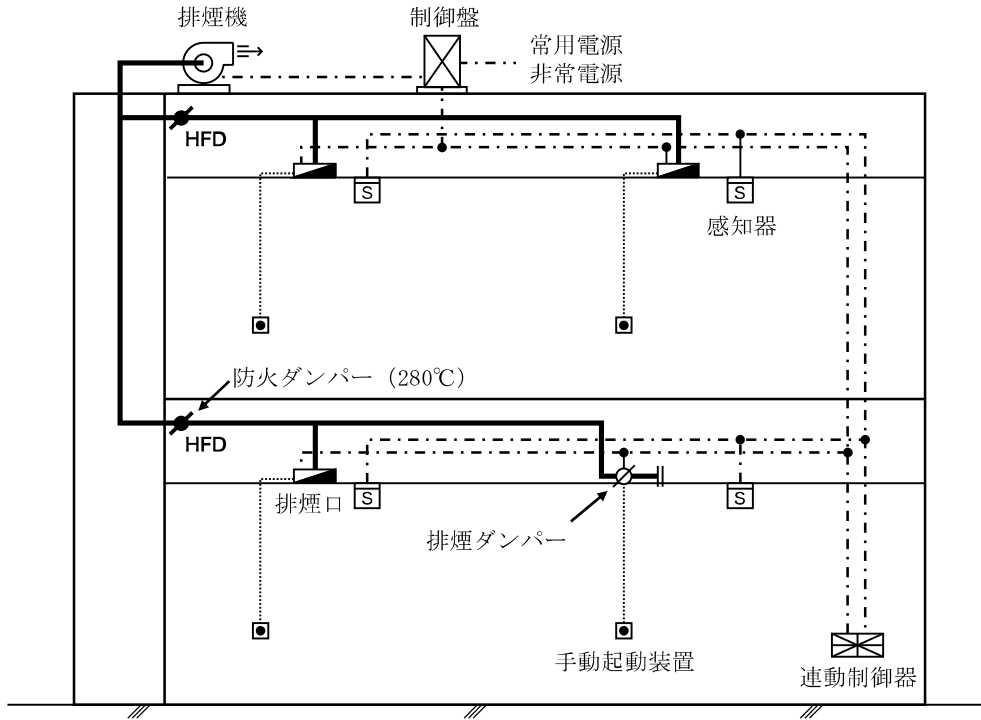 排煙機
制御盤
常用電源
非常電源
HFD
S
S
感知器
防火ダンパー（280℃）
HFD
排煙口
S
S
排煙ダンパー
手動起動装置
連動制御器